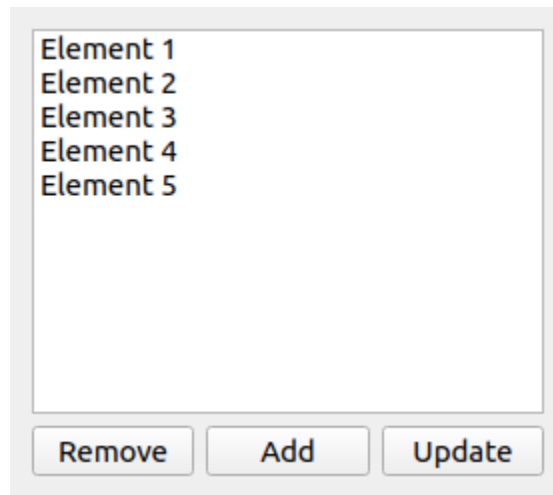 Element 1
Element 2
Element 3
Element 4
Element 5
Remove Add Update